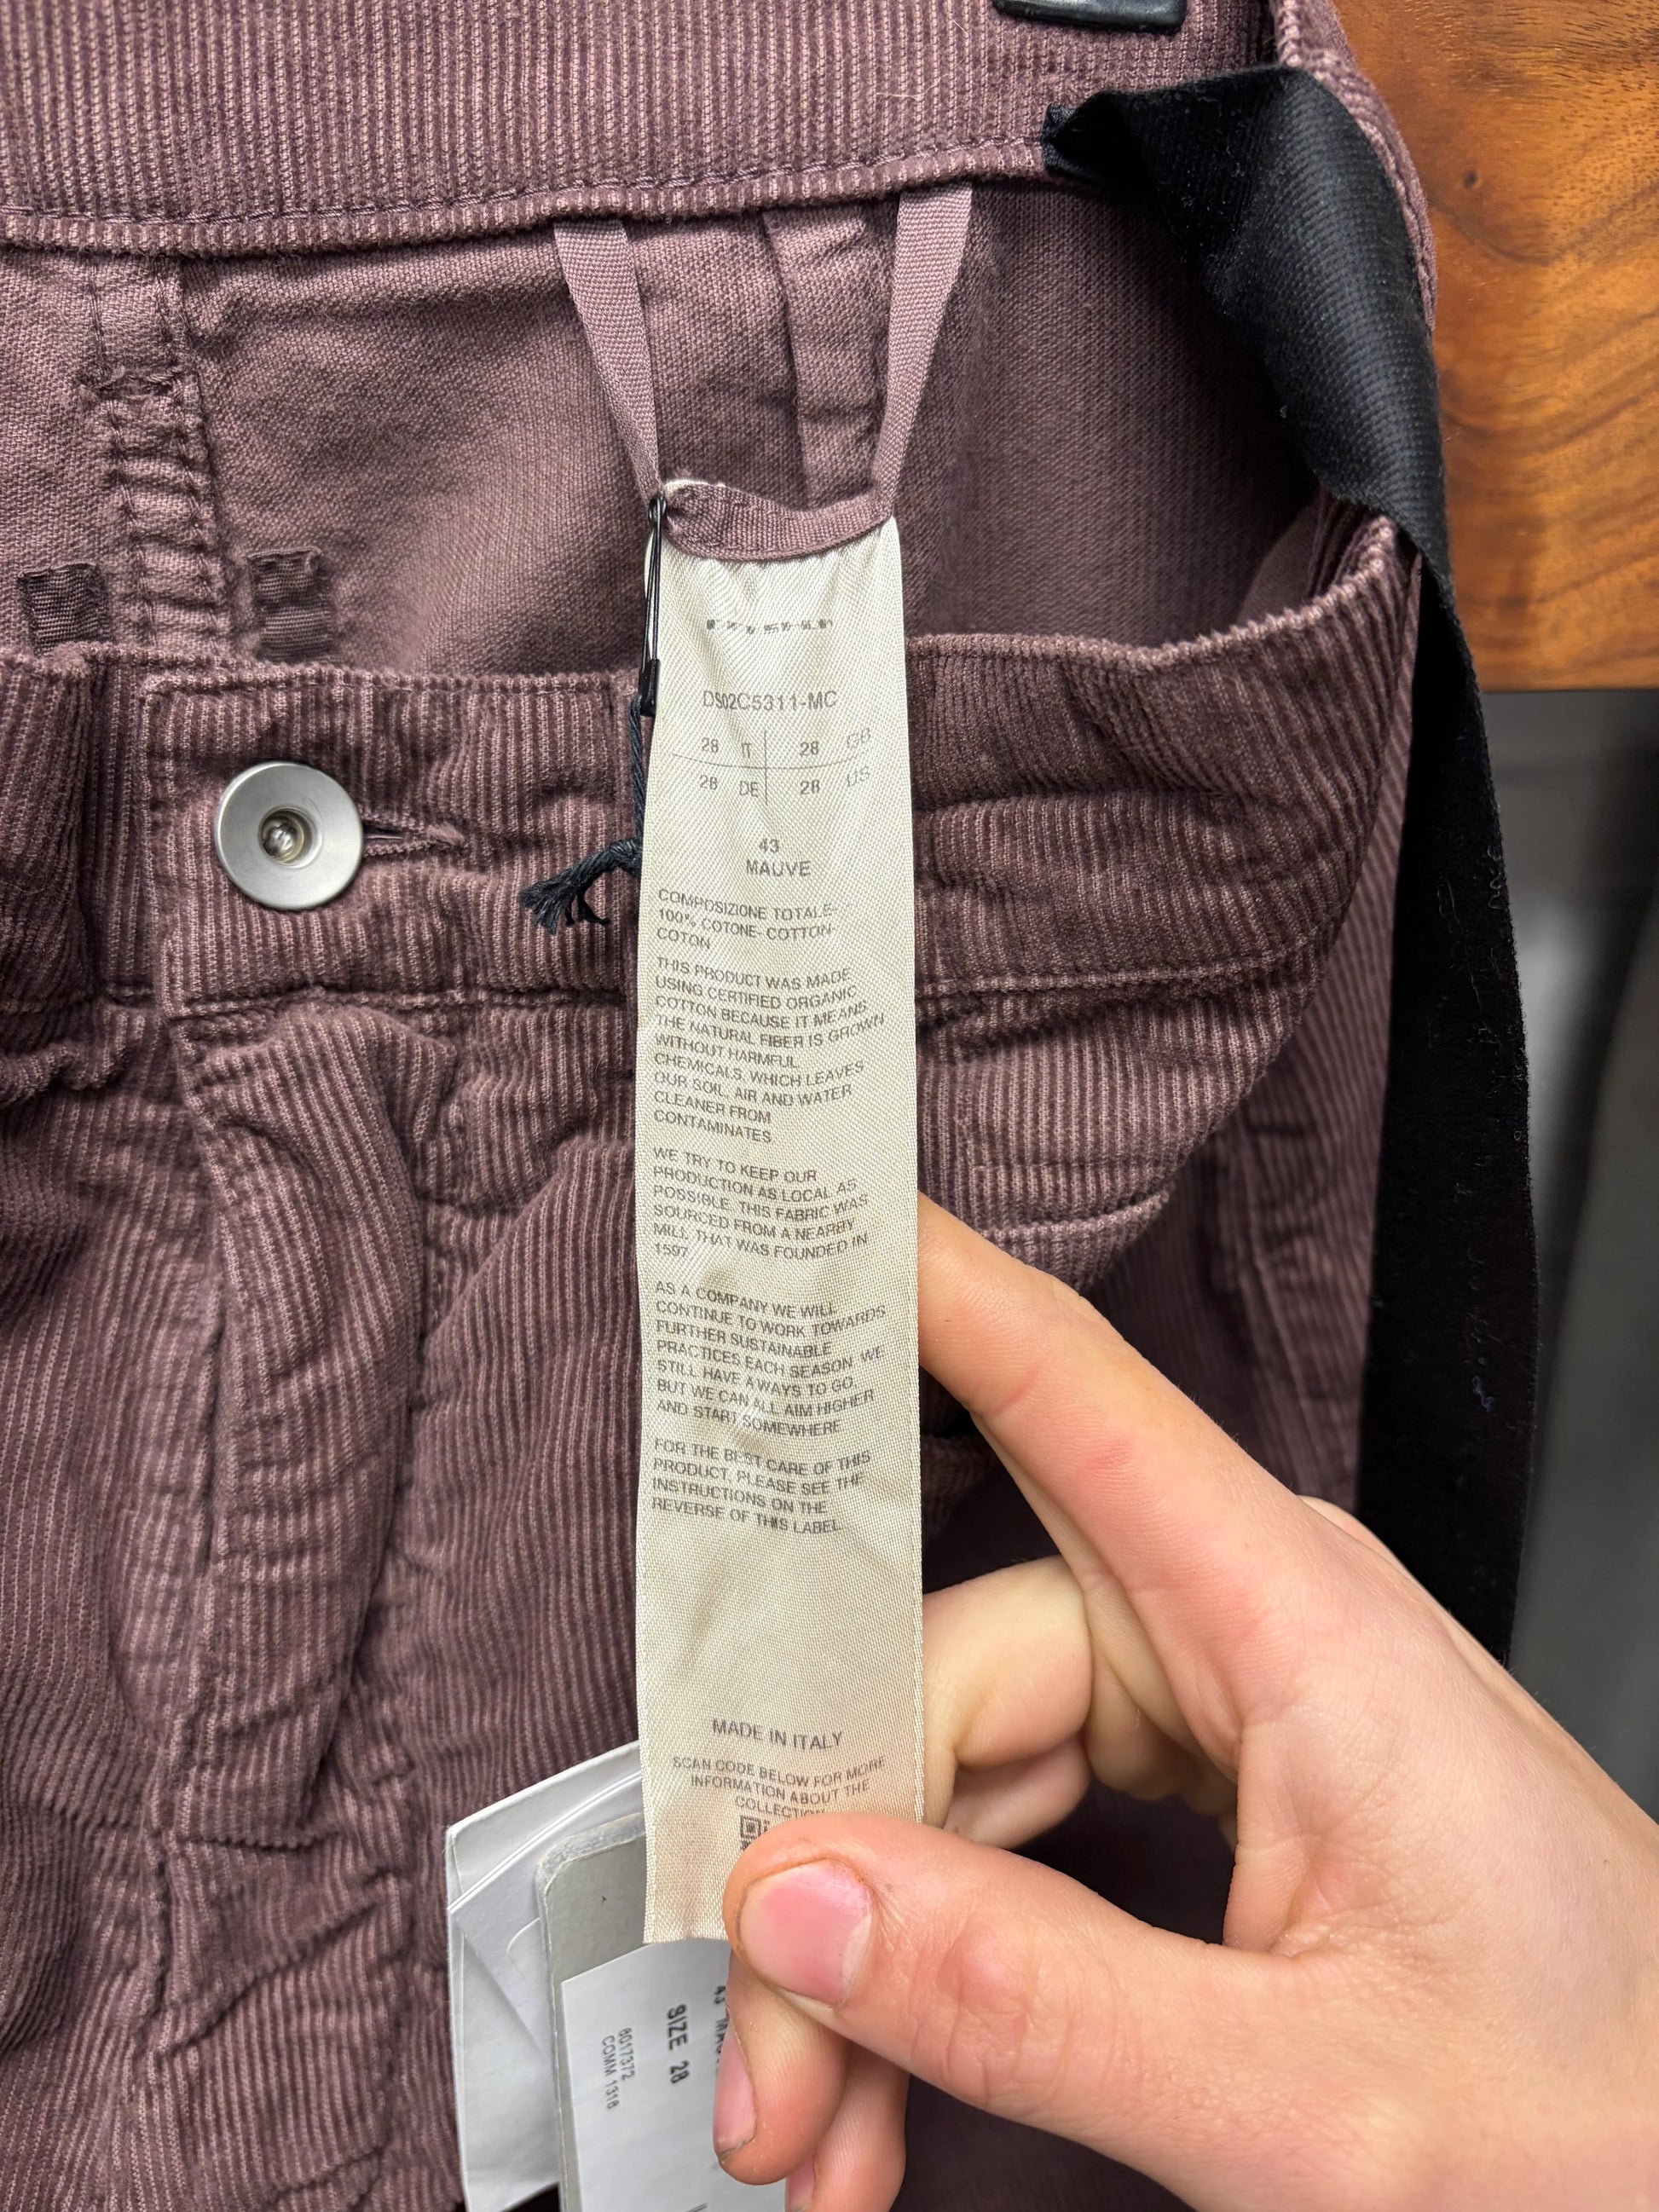 DS02C5311-MC
28 IT 28 GB
28 DE 28 US
43
MAUVE
COMPOSIZIONE TOTALE-
100% COTONE- COTTON-
COTON
THIS PRODUCT WAS MADE
USING CERTIFIED ORGANIC
COTTON BECAUSE IT MEANS
THE NATURAL FIBER IS GROWN
WITHOUT HARMFUL
CHEMICALS, WHICH LEAVES
OUR SOIL, AIR AND WATER
CLEANER FROM
CONTAMINATES
WE TRY TO KEEP OUR
PRODUCTION AS LOCAL AS
POSSIBLE. THIS FABRIC WAS
SOURCED FROM A NEARBY
MILL THAT WAS FOUNDED IN
1597
AS A COMPANY WE WILL
CONTINUE TO WORK TOWARDS
FURTHER SUSTAINABLE
PRACTICES EACH SEASON. WE
STILL HAVE A WAYS TO GO,
BUT WE CAN ALL AIM HIGHER
AND START SOMEWHERE
FOR THE BEST CARE OF THIS
PRODUCT, PLEASE SEE THE
INSTRUCTIONS ON THE
REVERSE OF THIS LABEL.
MADE IN ITALY
SCAN CODE BELOW FOR MORE
INFORMATION ABOUT THE
COLLECTION
SIZE 28
6017372
COMM 1316